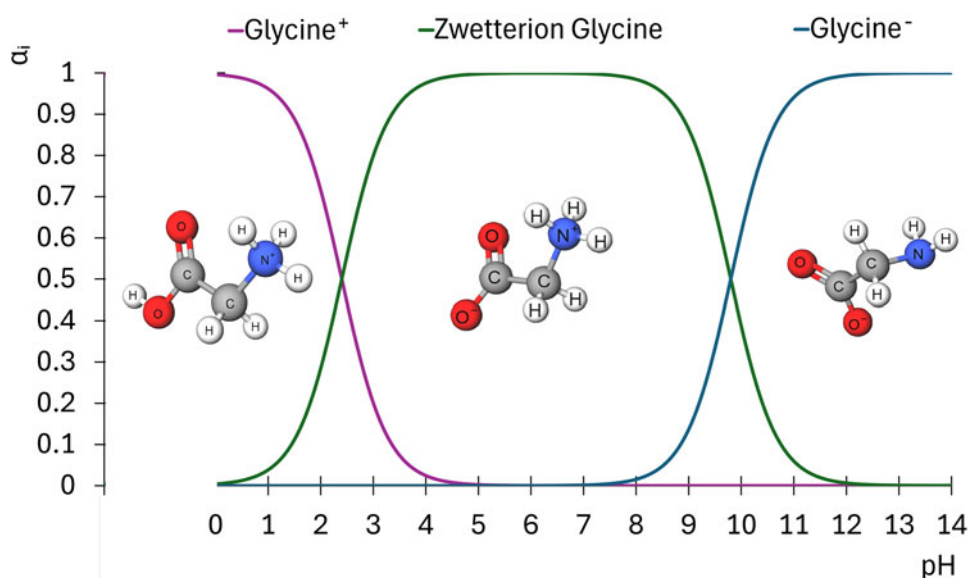 Glycine⁺ Zwetterion Glycine Glycine⁻
αᵢ
1
0.9
0.8
0.7
0.6
0.5
0.4
0.3
0.2
0.1
0
O H H N⁺ H C H O C H H
H H N⁺ H O C C O⁻ H H
H H H O C N C H O⁻
0 1 2 3 4 5 6 7 8 9 10 11 12 13 14
pH